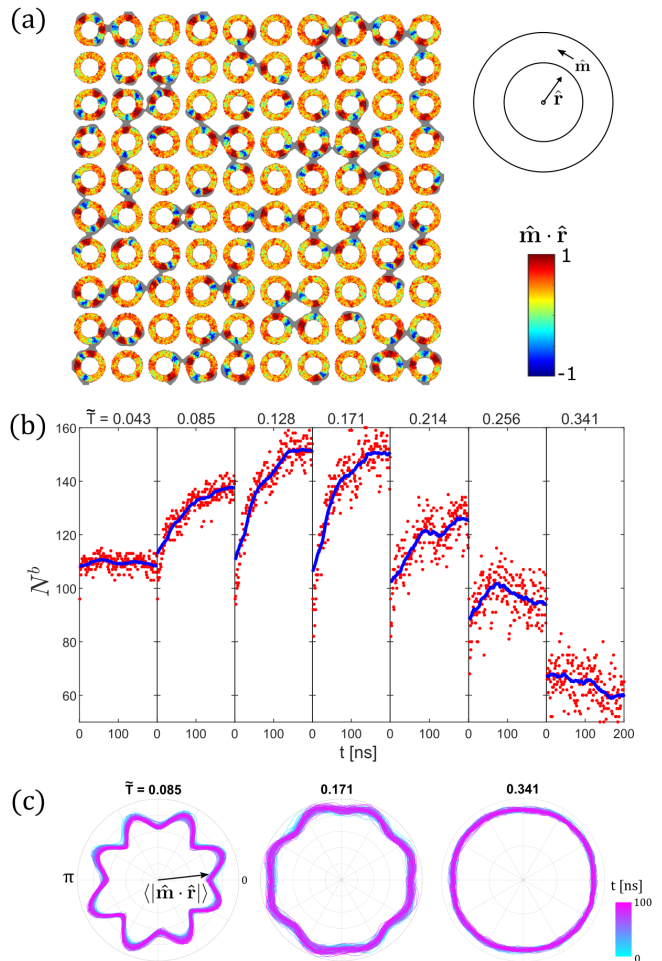 (a)
m̂
r̂
m̂ · r̂
1
-1
(b)
T̃ = 0.043 0.085 0.128 0.171 0.214 0.256 0.341
160
140
120
100
80
60
N^b
0 100 0 100 0 100 0 100 0 100 0 100 0 100 200
t [ns]
(c)
T̃ = 0.085 0.171 0.341
π
0
⟨|m̂ · r̂|⟩
t [ns]
100
0